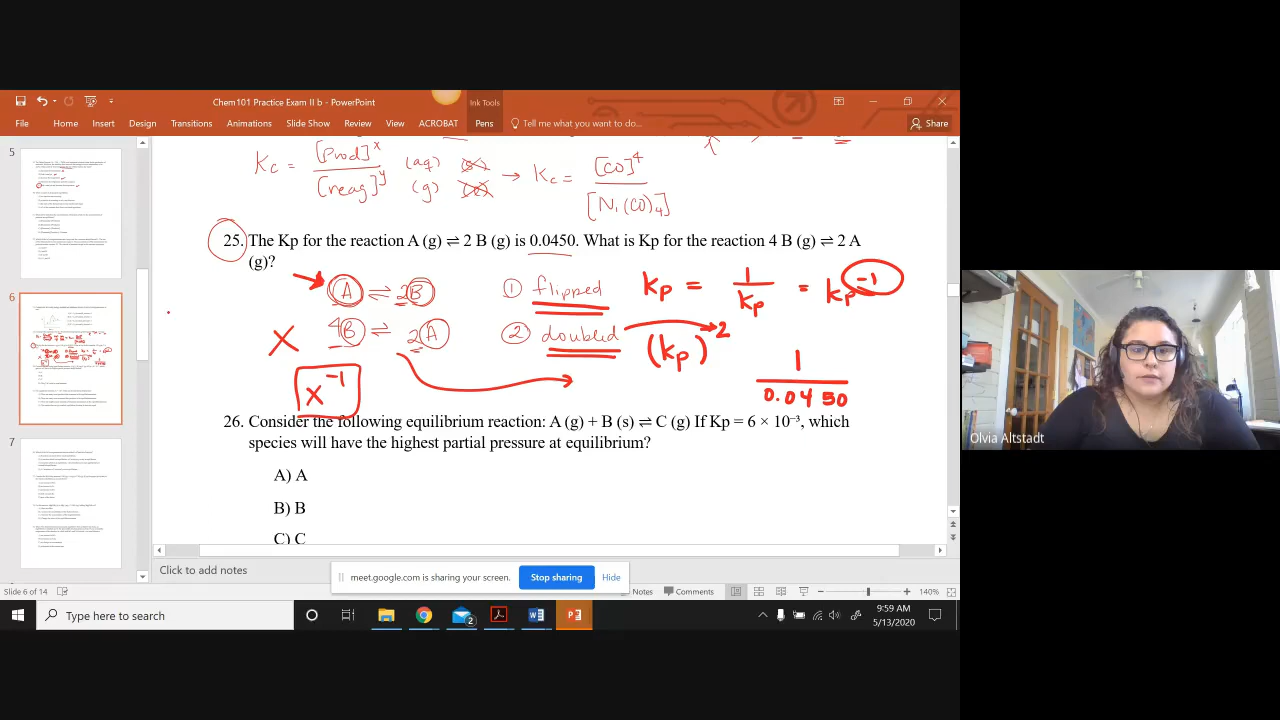 Chem101 Practice Exam II b - PowerPoint
Ink Tools
File Home Insert Design Transitions Animations Slide Show Review View ACROBAT Pens Tell me what you want to do... Share
5
Kc = [Prod]^x / [reag]^y (aq) (g) → Kc = [CO]^4 / [Ni(CO)4]
25. The Kp for the reaction A (g) ⇌ 2 B (g) is 0.0450. What is Kp for the reaction 4 B (g) ⇌ 2 A
(g)?
A ⇌ 2B ① flipped Kp = 1/Kp = Kp^-1
X 4B ⇌ 2A ② doubled (Kp)^2
x^-1 1/0.0450
26. Consider the following equilibrium reaction: A (g) + B (s) ⇌ C (g) If Kp = 6 × 10⁻³, which
species will have the highest partial pressure at equilibrium?
A) A
B) B
C) C
6
7
Olvia Altstadt
Click to add notes
meet.google.com is sharing your screen. Stop sharing Hide
Slide 6 of 14 Notes Comments 140%
Type here to search
2
9:59 AM
5/13/2020